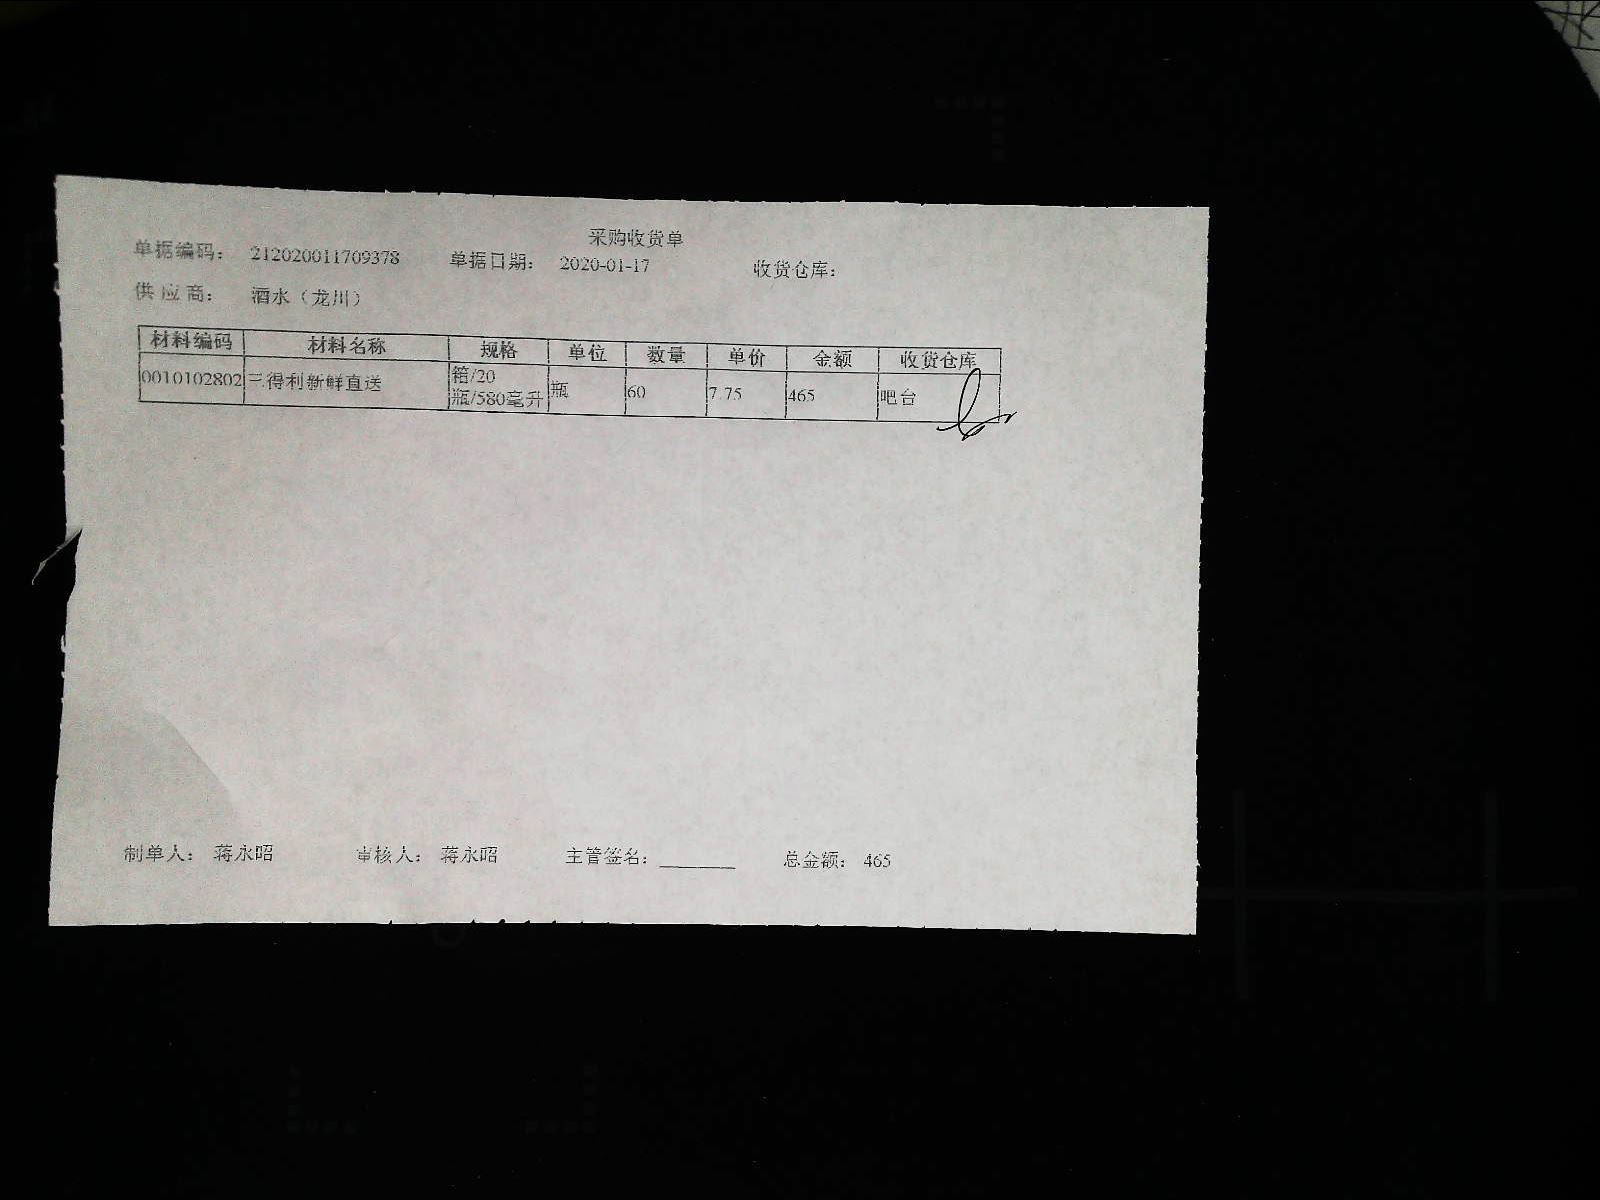 采购收货单
单据编码： 212020011709378 单据日期： 2020-01-17 收货仓库：
供 应 商： 酒水（龙川）
材料编码 材料名称 规格 单位 数量 单价 金额 收货仓库
0010102802 三得利新鲜直送 箱/20 瓶/580毫升 瓶 60 7.75 465 吧台
制单人： 蒋永昭 审核人： 蒋永昭 主管签名： 总金额： 465